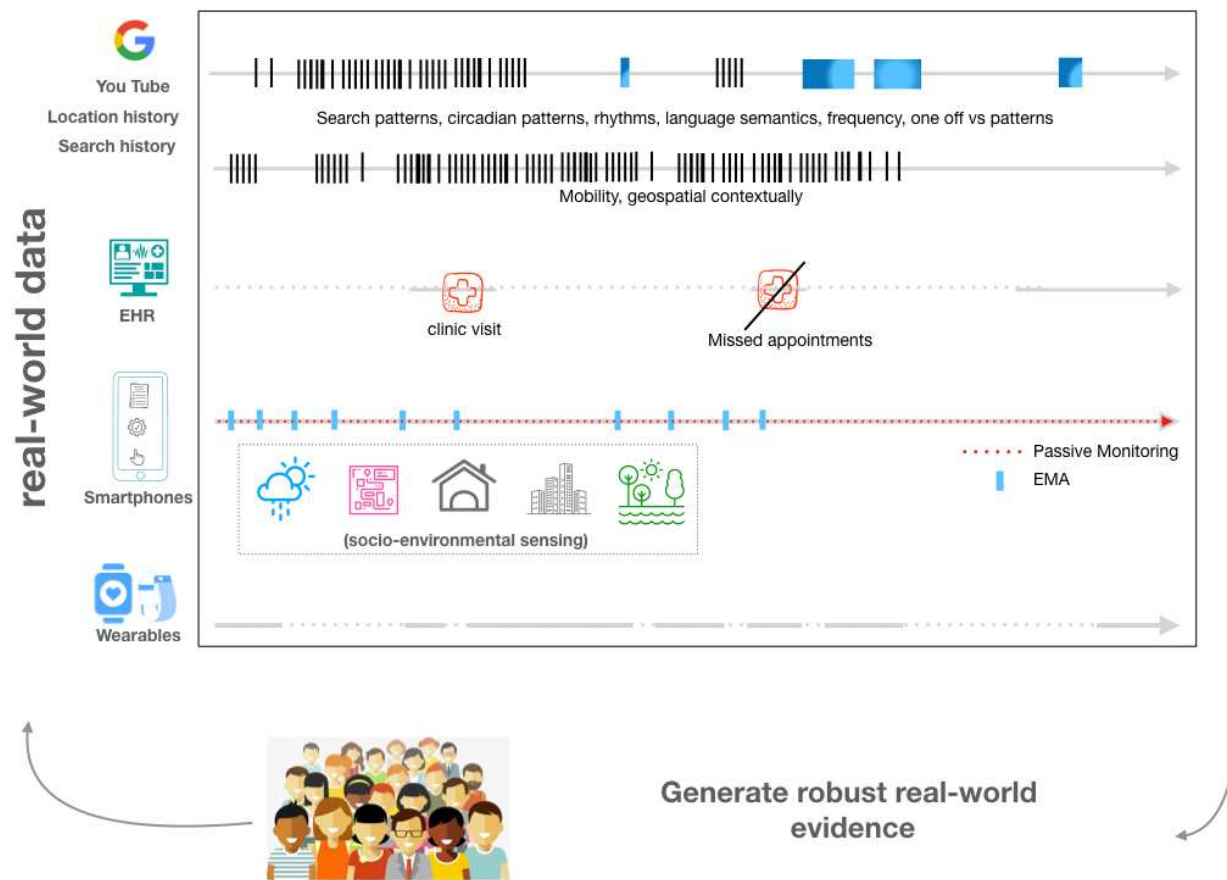 real-world data
You Tube
Location history
Search history
Search patterns, circadian patterns, rhythms, language semantics, frequency, one off vs patterns
Mobility, geospatial contextually
EHR
clinic visit
Missed appointments
Smartphones
Passive Monitoring
EMA
(socio-environmental sensing)
Wearables
Generate robust real-world
evidence